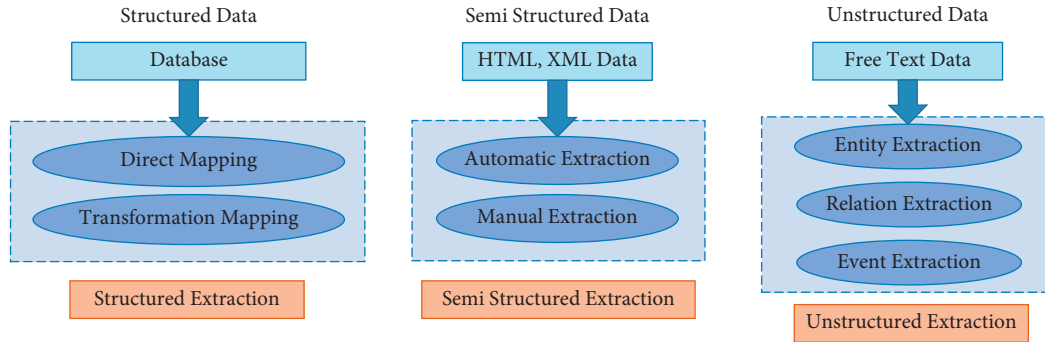 Structured Data
Database
Direct Mapping
Transformation Mapping
Structured Extraction
Semi Structured Data
HTML, XML Data
Automatic Extraction
Manual Extraction
Semi Structured Extraction
Unstructured Data
Free Text Data
Entity Extraction
Relation Extraction
Event Extraction
Unstructured Extraction